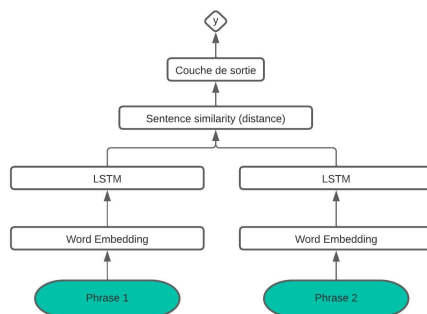 y
Couche de sortie
Sentence similarity (distance)
LSTM
LSTM
Word Embedding
Word Embedding
Phrase 1
Phrase 2